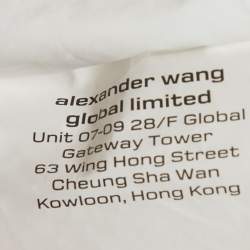 alexander wang
global limited
Unit 07-09 28/F Global
Gateway Tower
63 Wing Hong Street
Cheung Sha Wan
Kowloon, Hong Kong